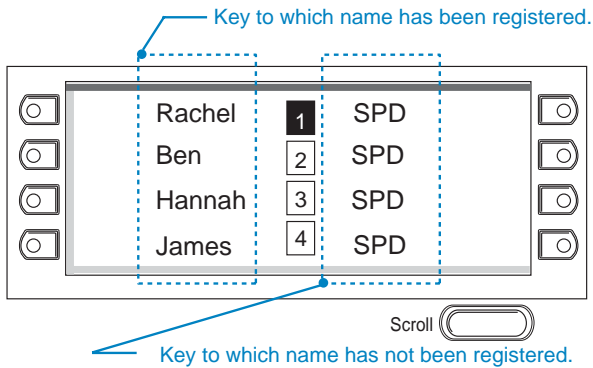 Key to which name has been registered.
Rachel 1 SPD
Ben 2 SPD
Hannah 3 SPD
James 4 SPD
Scroll
Key to which name has not been registered.